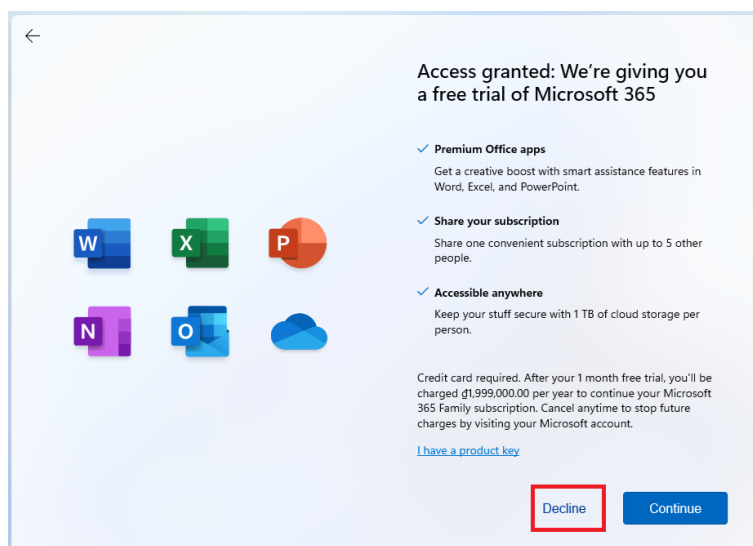 Access granted: We're giving you
a free trial of Microsoft 365
Premium Office apps
Get a creative boost with smart assistance features in
Word, Excel, and PowerPoint.
Share your subscription
Share one convenient subscription with up to 5 other
people.
Accessible anywhere
Keep your stuff secure with 1 TB of cloud storage per
person.
W
X
P
N
O
Credit card required. After your 1 month free trial, you'll be
charged ₫1,999,000.00 per year to continue your Microsoft
365 Family subscription. Cancel anytime to stop future
charges by visiting your Microsoft account.
I have a product key
Decline
Continue